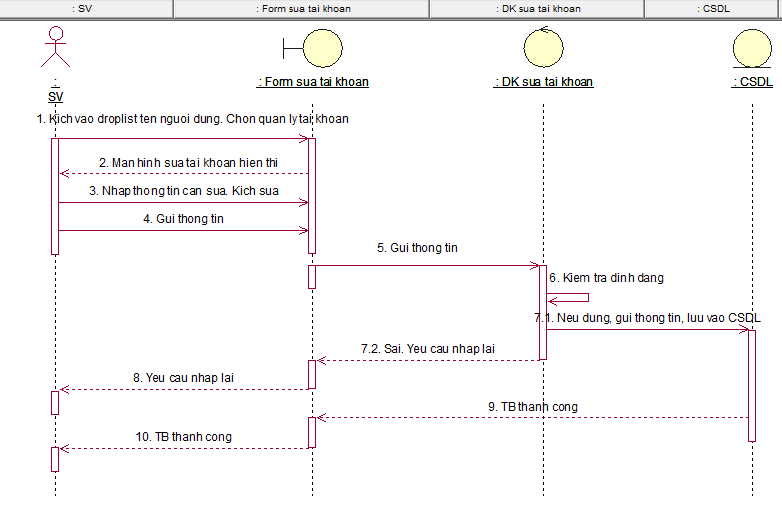 : SV
: Form sua tai khoan
: DK sua tai khoan
: CSDL
:
SV
: Form sua tai khoan
: DK sua tai khoan
: CSDL
1. Kich vao droplist ten nguoi dung. Chon quan ly tai khoan
2. Man hinh sua tai khoan hien thi
3. Nhap thong tin can sua. Kich sua
4. Gui thong tin
5. Gui thong tin
6. Kiem tra dinh dang
7.1. Neu dung, gui thong tin, luu vao CSDL
7.2. Sai. Yeu cau nhap lai
8. Yeu cau nhap lai
9. TB thanh cong
10. TB thanh cong